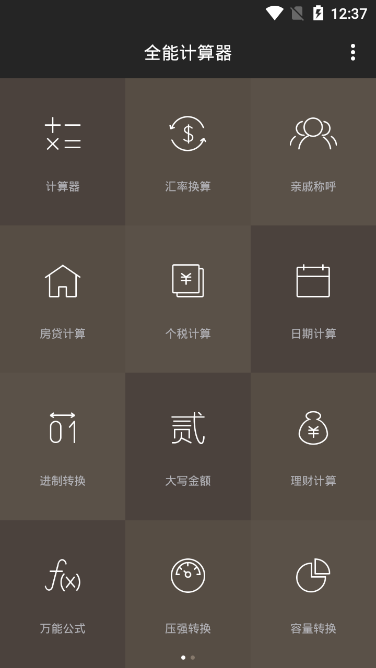 12:37
全能计算器
计算器
汇率换算
亲戚称呼
¥
房贷计算
个税计算
日期计算
01
贰
¥
进制转换
大写金额
理财计算
f(x)
万能公式
压强转换
容量转换